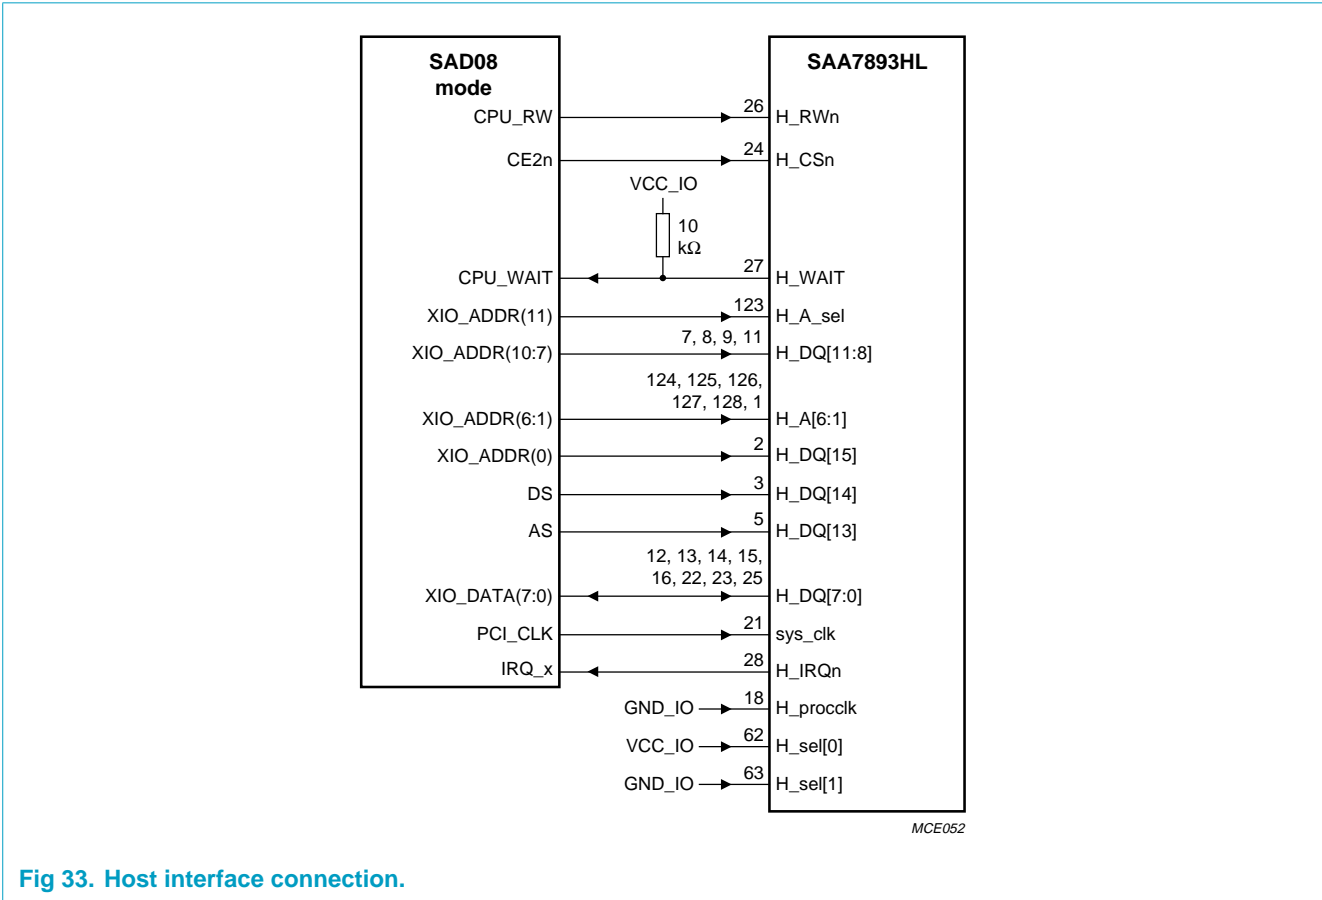 SAD08
mode
SAA7893HL
CPU_RW
26
H_RWn
CE2n
24
H_CSn
VCC_IO
10
kΩ
CPU_WAIT
27
H_WAIT
XIO_ADDR(11)
123
H_A_sel
XIO_ADDR(10:7)
7, 8, 9, 11
H_DQ[11:8]
124, 125, 126,
127, 128, 1
XIO_ADDR(6:1)
H_A[6:1]
XIO_ADDR(0)
2
H_DQ[15]
DS
3
H_DQ[14]
AS
5
H_DQ[13]
12, 13, 14, 15,
16, 22, 23, 25
XIO_DATA(7:0)
H_DQ[7:0]
PCI_CLK
21
sys_clk
IRQ_x
28
H_IRQn
GND_IO
18
H_procclk
VCC_IO
62
H_sel[0]
GND_IO
63
H_sel[1]
MCE052
Fig 33. Host interface connection.